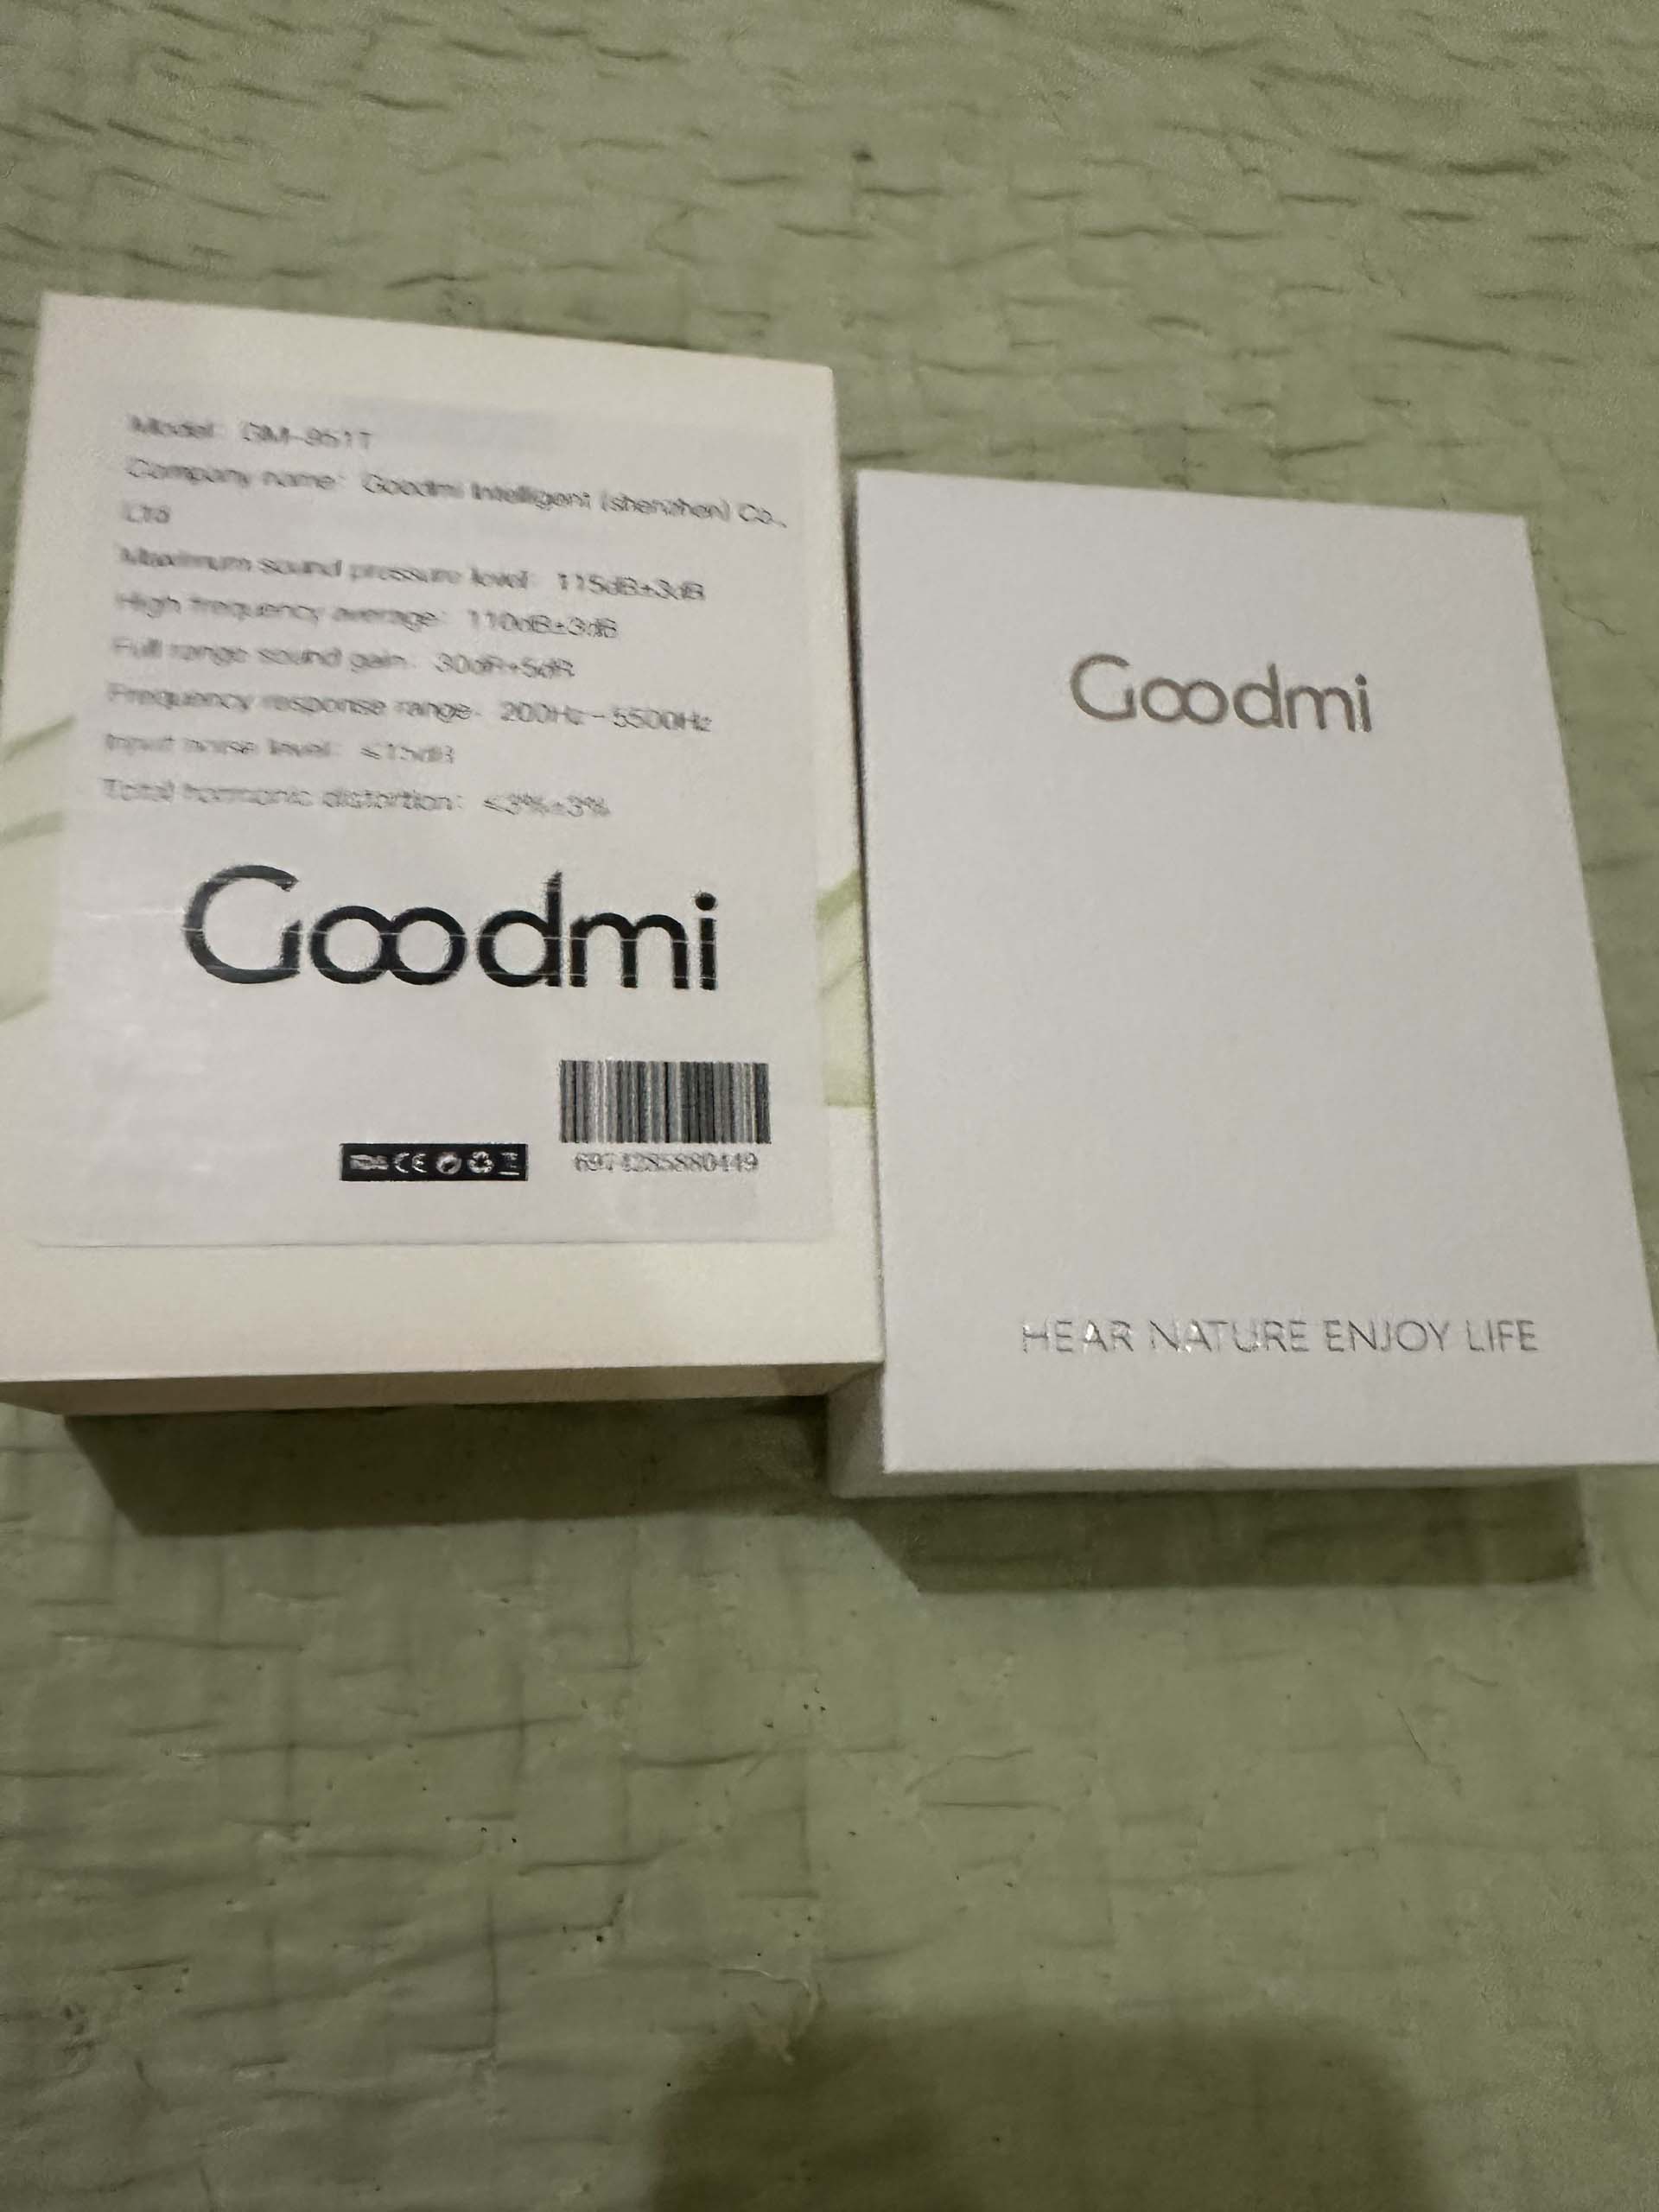 Model: GM-951T
Company name: Goodmi Intelligent (shenzhen) Co.,
Ltd
Maximum sound pressure level: 115dB±3dB
High frequency average: 110dB±3dB
Full range sound gain: 30dB±5dB
Frequency response range: 200Hz-5500Hz
Input noise level: ≤15dB
Total harmonic distortion: ≤3%±3%
Goodmi
CE
6974285880449
Goodmi
HEAR NATURE ENJOY LIFE